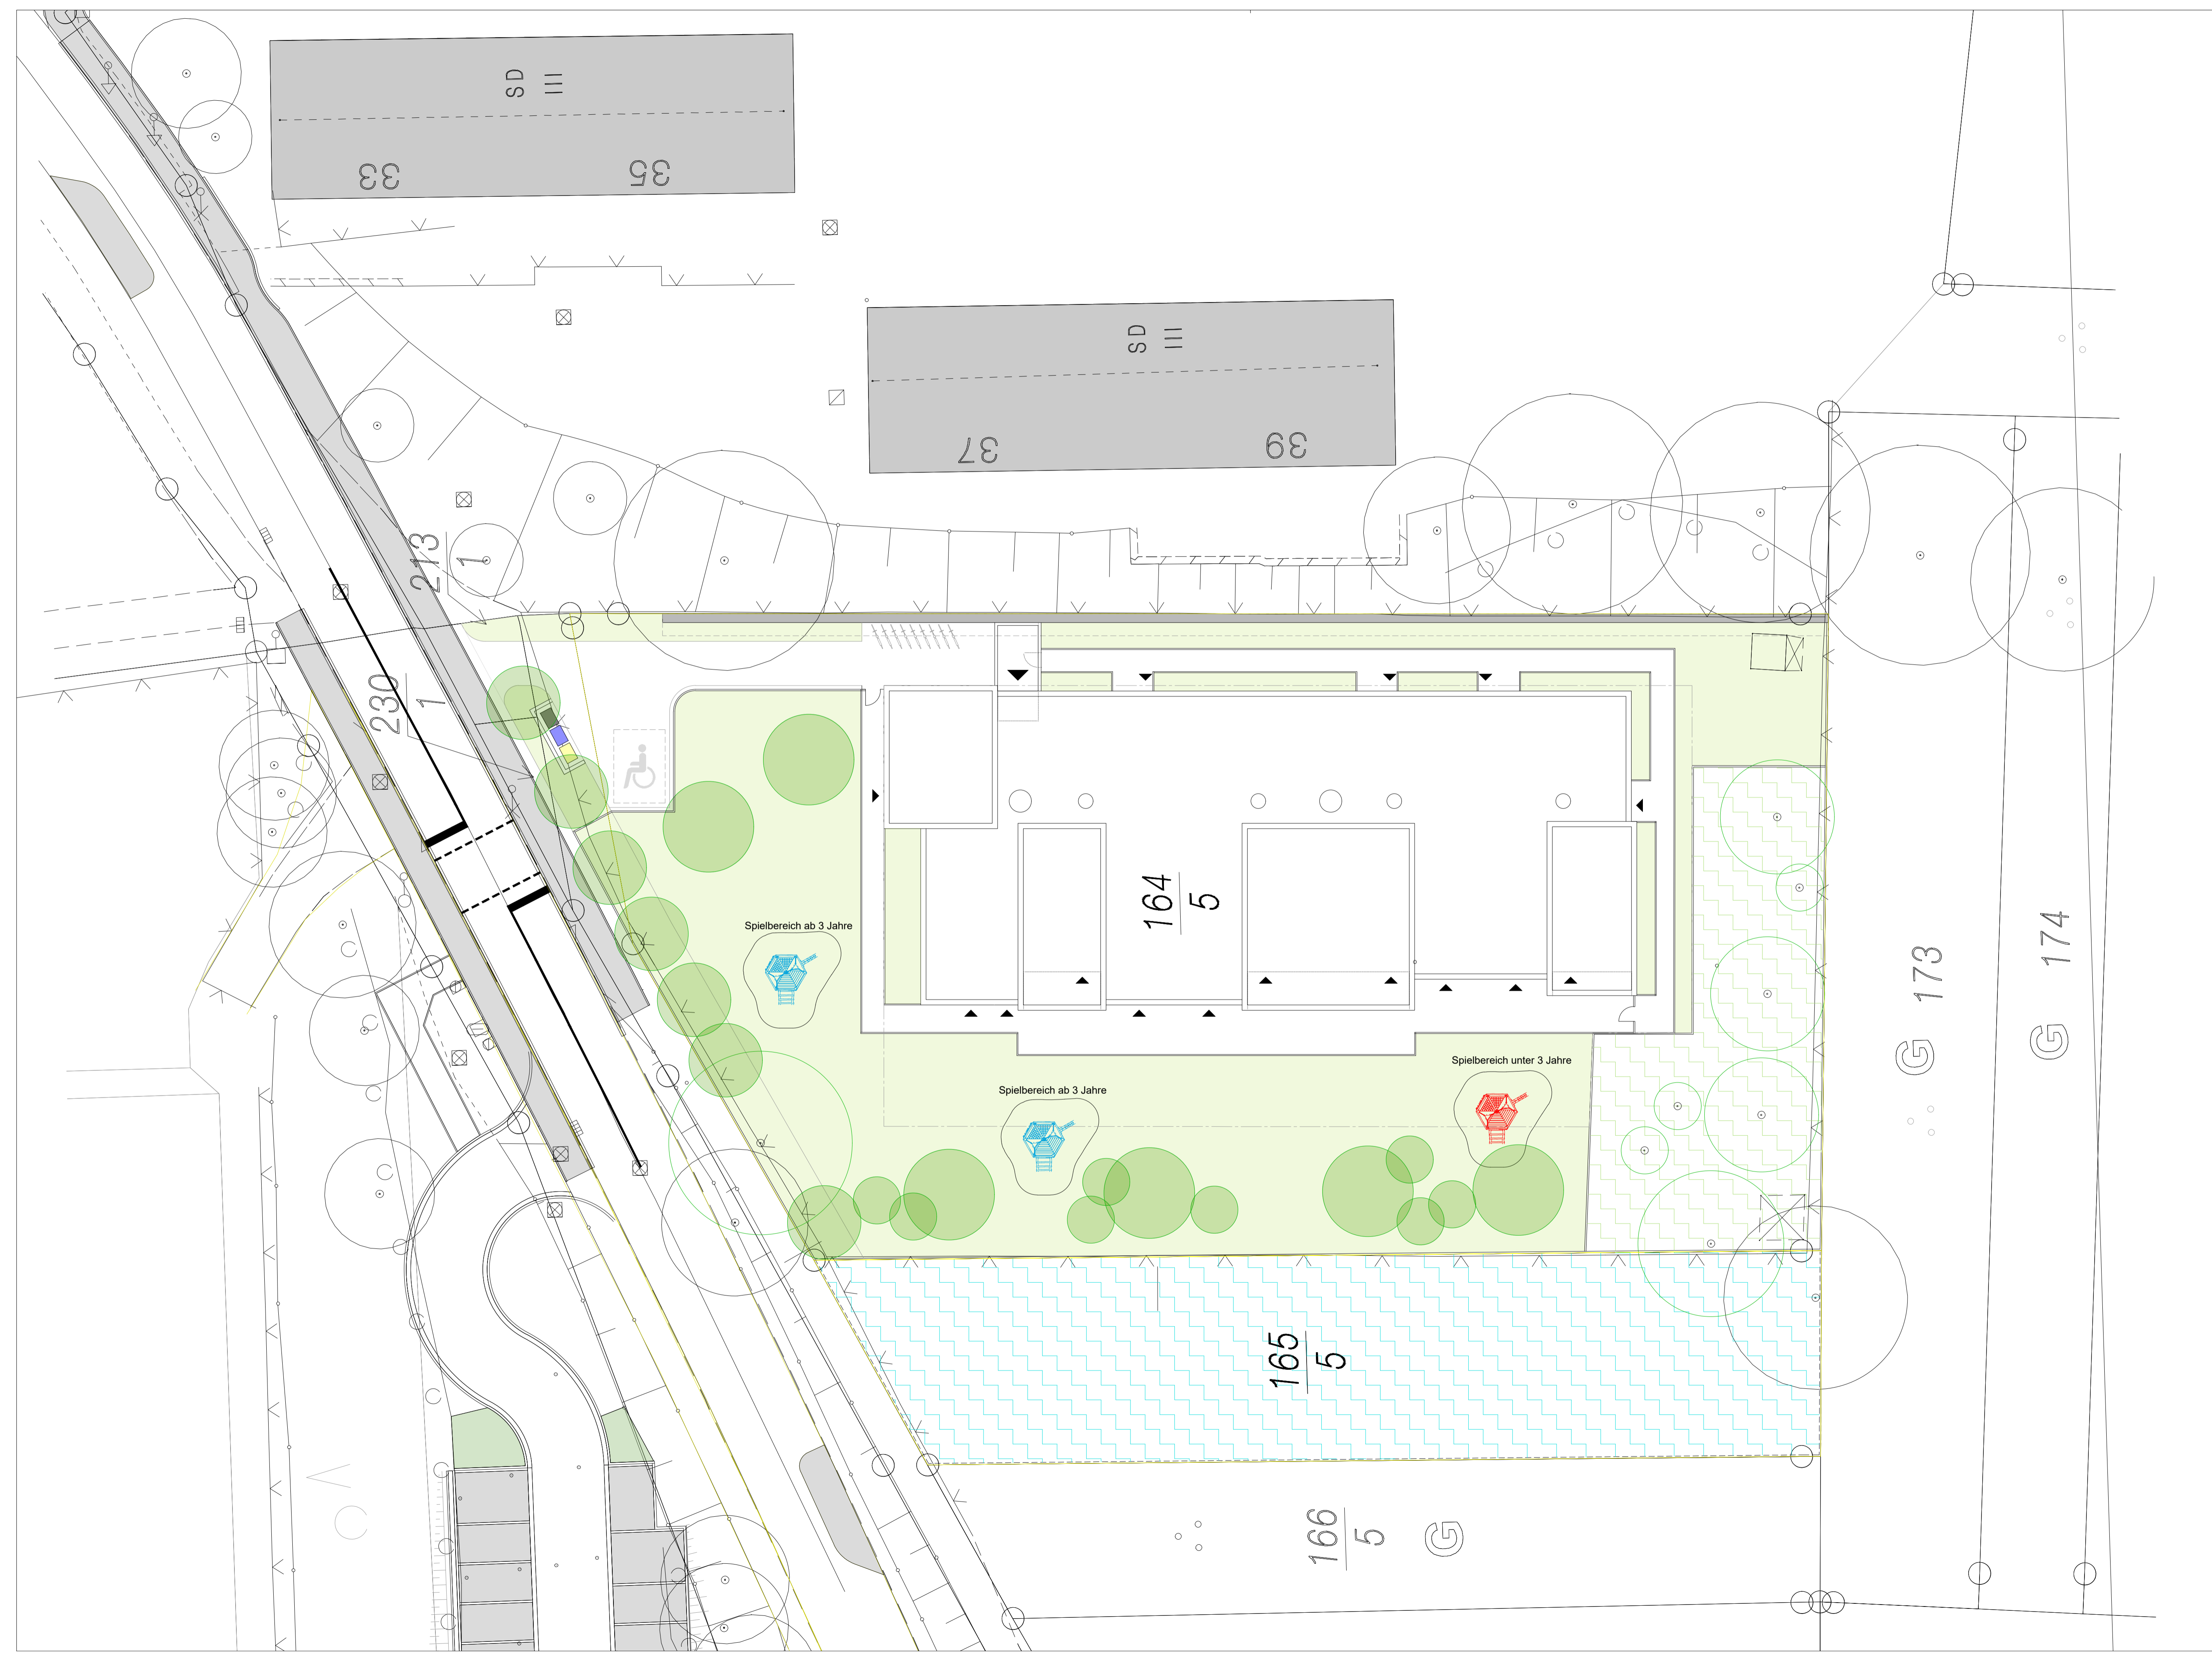 SD
III
33
35
SD
III
37
39
213
1
230
1
164
5
Spielbereich ab 3 Jahre
Spielbereich ab 3 Jahre
Spielbereich unter 3 Jahre
G 173
G 174
165
5
166
5
G